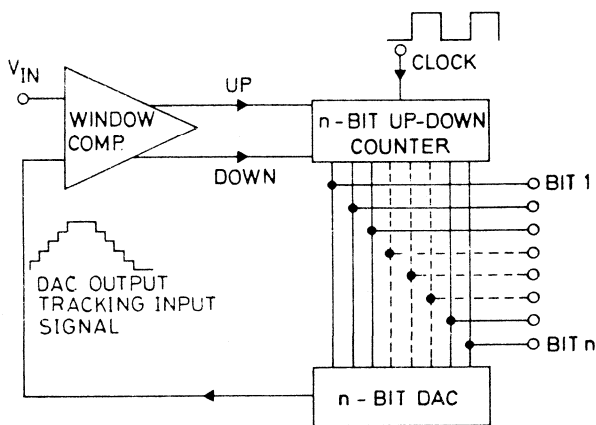 CLOCK
V_IN
UP
WINDOW
COMP.
n-BIT UP-DOWN
COUNTER
DOWN
BIT 1
DAC OUTPUT
TRACKING INPUT
SIGNAL
BIT n
n-BIT DAC